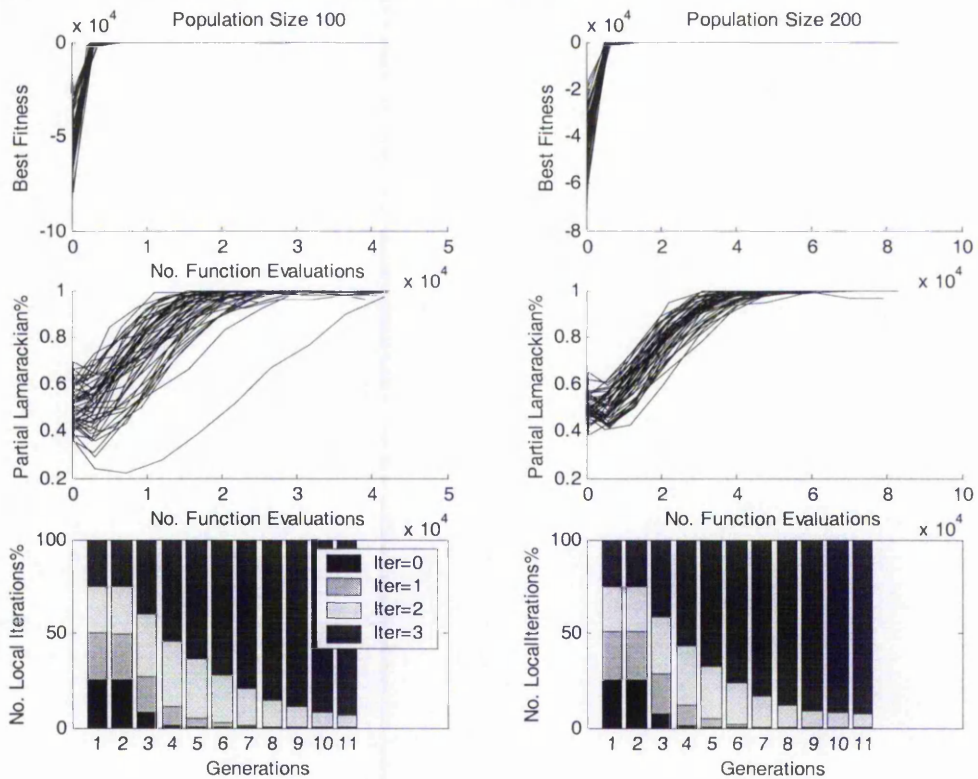 x 10^4
Population Size 100
0
-5
-10
Best Fitness
0 1 2 3 4 5
No. Function Evaluations
x 10^4
x 10^4
Population Size 200
0
-2
-4
-6
-8
Best Fitness
0 2 4 6 8 10
x 10^4
1
0.8
0.6
0.4
0.2
Partial Lamarackian%
0 1 2 3 4 5
No. Function Evaluations
x 10^4
1
0.8
0.6
0.4
0.2
Partial Lamarackian%
0 2 4 6 8 10
No. Function Evaluations
x 10^4
100
50
0
No. Local Iterations%
Iter=0
Iter=1
Iter=2
Iter=3
1 2 3 4 5 6 7 8 9 10 11
Generations
100
50
0
No. LocalIiterations%
1 2 3 4 5 6 7 8 9 10 11
Generations